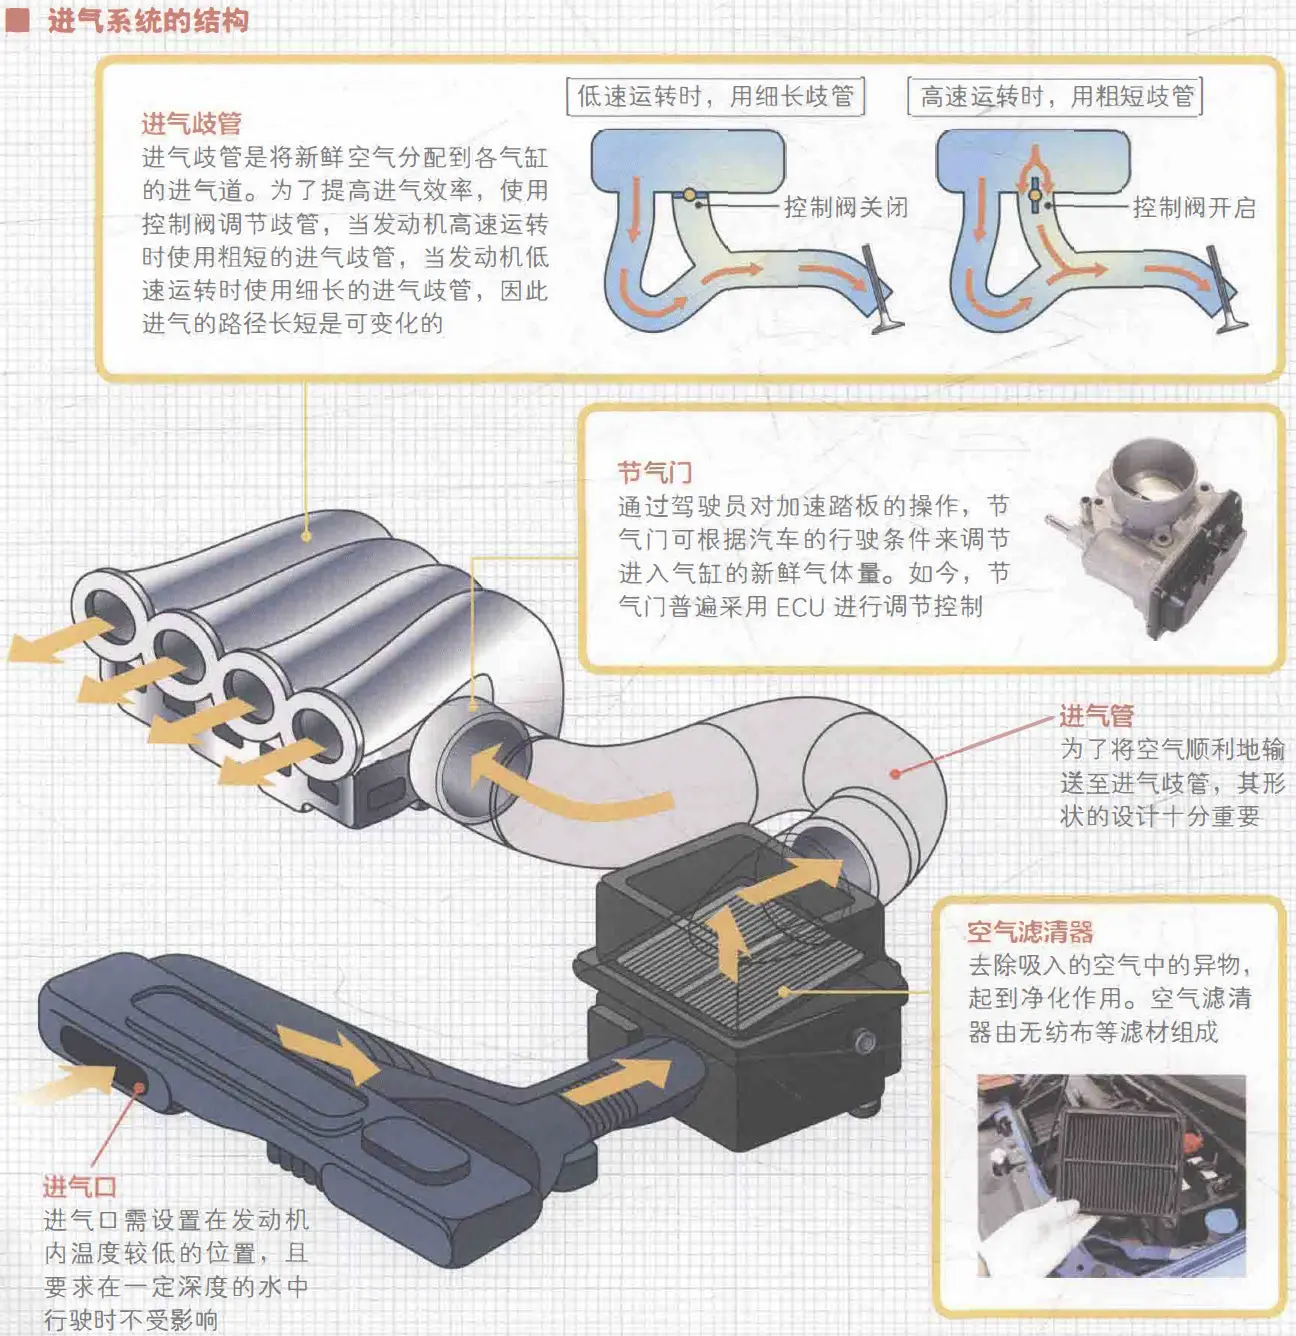 进气系统的结构
低速运转时，用细长歧管
高速运转时，用粗短歧管
进气歧管
进气歧管是将新鲜空气分配到各气缸
的进气道。为了提高进气效率，使用
控制阀调节歧管，当发动机高速运转
时使用粗短的进气歧管，当发动机低
速运转时使用细长的进气歧管，因此
进气的路径长短是可变化的
控制阀关闭
控制阀开启
节气门
通过驾驶员对加速踏板的操作，节
气门可根据汽车的行驶条件来调节
进入气缸的新鲜气体量。如今，节
气门普遍采用 ECU 进行调节控制
进气管
为了将空气顺利地输
送至进气歧管，其形
状的设计十分重要
空气滤清器
去除吸入的空气中的异物，
起到净化作用。空气滤清
器由无纺布等滤材组成
进气口
进气口需设置在发动机
内温度较低的位置，且
要求在一定深度的水中
行驶时不受影响